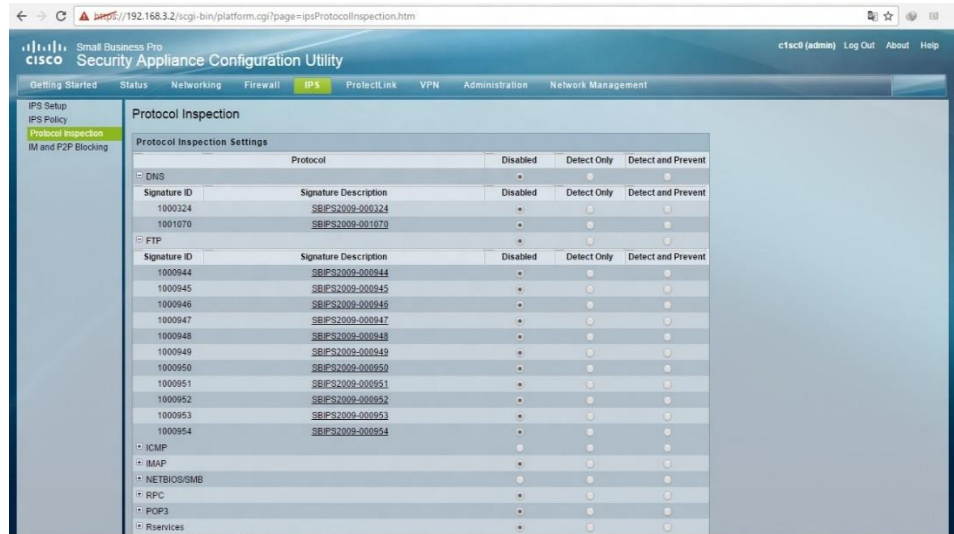 https://192.168.3.2/scgi-bin/platform.cgi?page=ipsProtocolInspection.htm
Small Business Pro
CISCO Security Appliance Configuration Utility
c1sc0 (admin) Log Out About Help
Getting Started Status Networking Firewall IPS ProtectLink VPN Administration Network Management
IPS Setup
IPS Policy
Protocol Inspection
IM and P2P Blocking
Protocol Inspection
Protocol Inspection Settings
Protocol Disabled Detect Only Detect and Prevent
DNS
Signature ID Signature Description Disabled Detect Only Detect and Prevent
1000324 SBIPS2009-000324
1001070 SBIPS2009-001070
FTP
Signature ID Signature Description Disabled Detect Only Detect and Prevent
1000944 SBIPS2009-000944
1000945 SBIPS2009-000945
1000946 SBIPS2009-000946
1000947 SBIPS2009-000947
1000948 SBIPS2009-000948
1000949 SBIPS2009-000949
1000950 SBIPS2009-000950
1000951 SBIPS2009-000951
1000952 SBIPS2009-000952
1000953 SBIPS2009-000953
1000954 SBIPS2009-000954
ICMP
IMAP
NETBIOS/SMB
RPC
POP3
Rservices